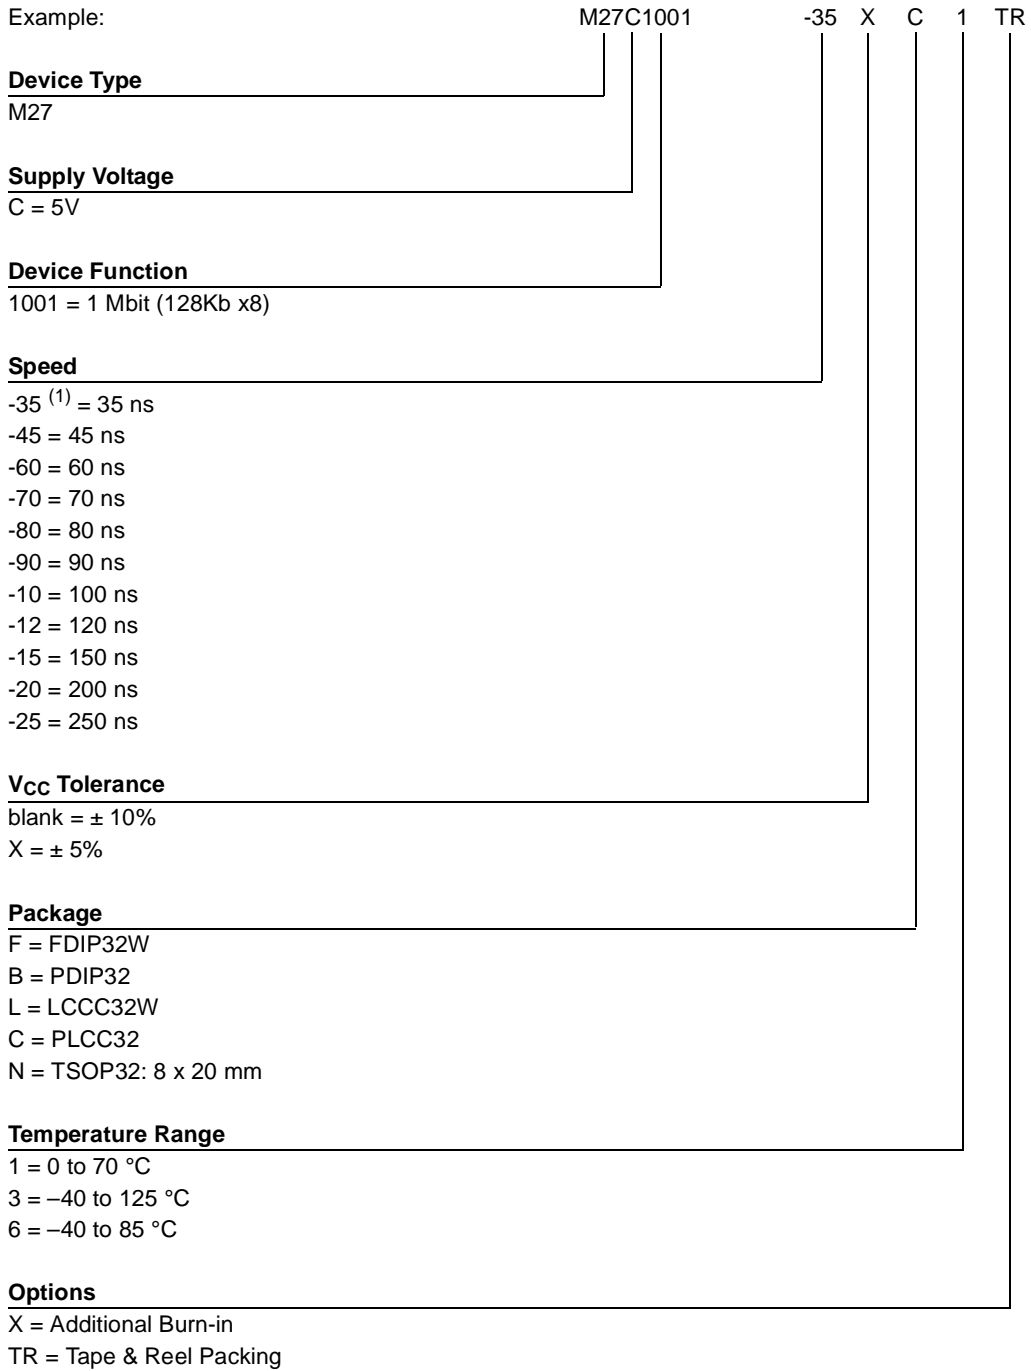 Example: M27C1001 -35 X C 1 TR
Device Type
M27
Supply Voltage
C = 5V
Device Function
1001 = 1 Mbit (128Kb x8)
Speed
-35 (1) = 35 ns
-45 = 45 ns
-60 = 60 ns
-70 = 70 ns
-80 = 80 ns
-90 = 90 ns
-10 = 100 ns
-12 = 120 ns
-15 = 150 ns
-20 = 200 ns
-25 = 250 ns
VCC Tolerance
blank = ± 10%
X = ± 5%
Package
F = FDIP32W
B = PDIP32
L = LCCC32W
C = PLCC32
N = TSOP32: 8 x 20 mm
Temperature Range
1 = 0 to 70 °C
3 = –40 to 125 °C
6 = –40 to 85 °C
Options
X = Additional Burn-in
TR = Tape & Reel Packing